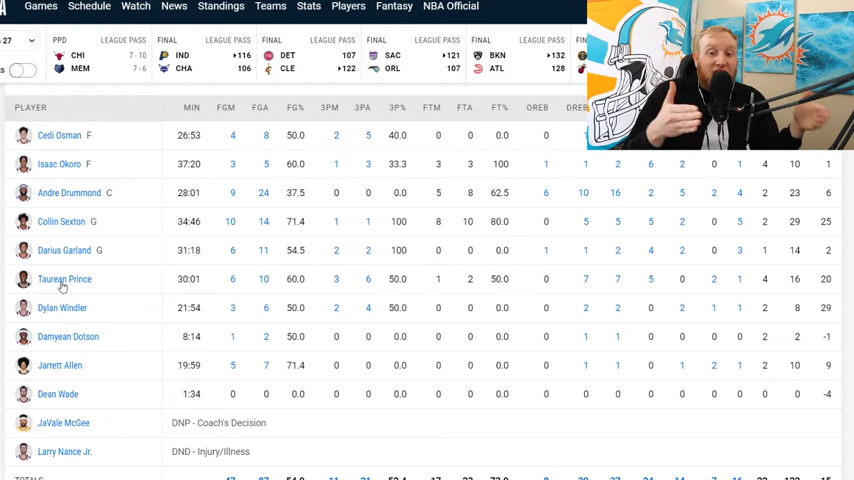 Games Schedule Watch News Standings Teams Stats Players Fantasy NBA Official
27 PPD LEAGUE PASS FINAL LEAGUE PASS FINAL LEAGUE PASS FINAL LEAGUE PASS FINAL LEAGUE PASS FINAL
CHI 7 - 10 IND 116 DET 107 SAC 121 BKN 132
MEM 7 - 6 CHA 106 CLE 122 ORL 107 ATL 128
PLAYER MIN FGM FGA FG% 3PM 3PA 3P% FTM FTA FT% OREB DREB
Cedi Osman F 26:53 4 8 50.0 2 5 40.0 0 0 0.0 0
Isaac Okoro F 37:20 3 5 60.0 1 3 33.3 3 3 100 1 1 2 6 2 0 1 4 10 1
Andre Drummond C 28:01 9 24 37.5 0 0 0.0 5 8 62.5 6 10 16 2 5 2 4 2 23 6
Collin Sexton G 34:46 10 14 71.4 1 1 100 8 10 80.0 0 5 5 5 2 0 5 2 29 25
Darius Garland G 31:18 6 11 54.5 2 2 100 0 0 0.0 1 1 2 4 2 0 3 1 14 2
Taurean Prince 30:01 6 10 60.0 3 6 50.0 1 2 50.0 0 7 7 5 0 2 1 4 16 20
Dylan Windler 21:54 3 6 50.0 2 4 50.0 0 0 0.0 0 2 2 0 2 1 1 2 8 29
Damyean Dotson 8:14 1 2 50.0 0 0 0.0 0 0 0.0 0 1 1 0 0 0 0 2 2 -1
Jarrett Allen 19:59 5 7 71.4 0 0 0.0 0 0 0.0 0 1 1 0 1 2 1 2 10 9
Dean Wade 1:34 0 0 0.0 0 0 0.0 0 0 0.0 0 0 0 0 0 0 0 0 0 -4
JaVale McGee DNP - Coach's Decision
Larry Nance Jr. DND - Injury/Illness